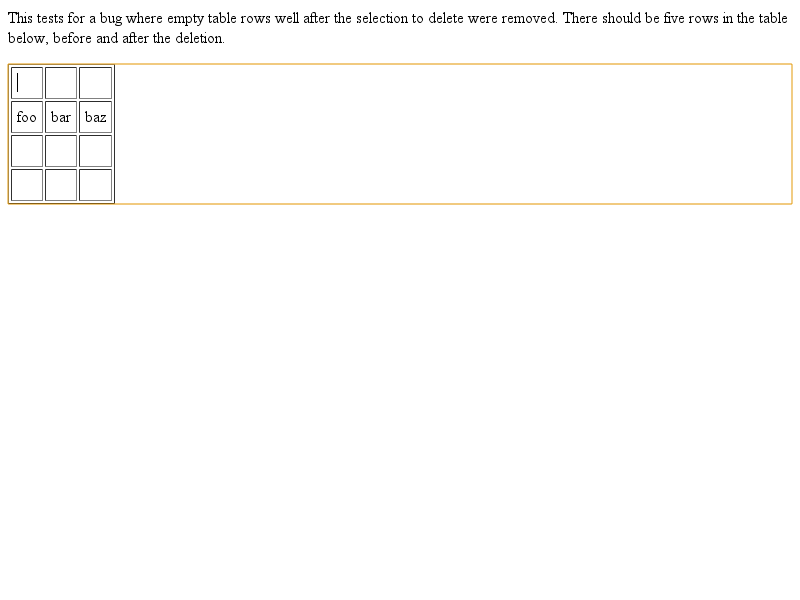 This tests for a bug where empty table rows well after the selection to delete were removed. There should be five rows in the table
below, before and after the deletion.
foo bar baz